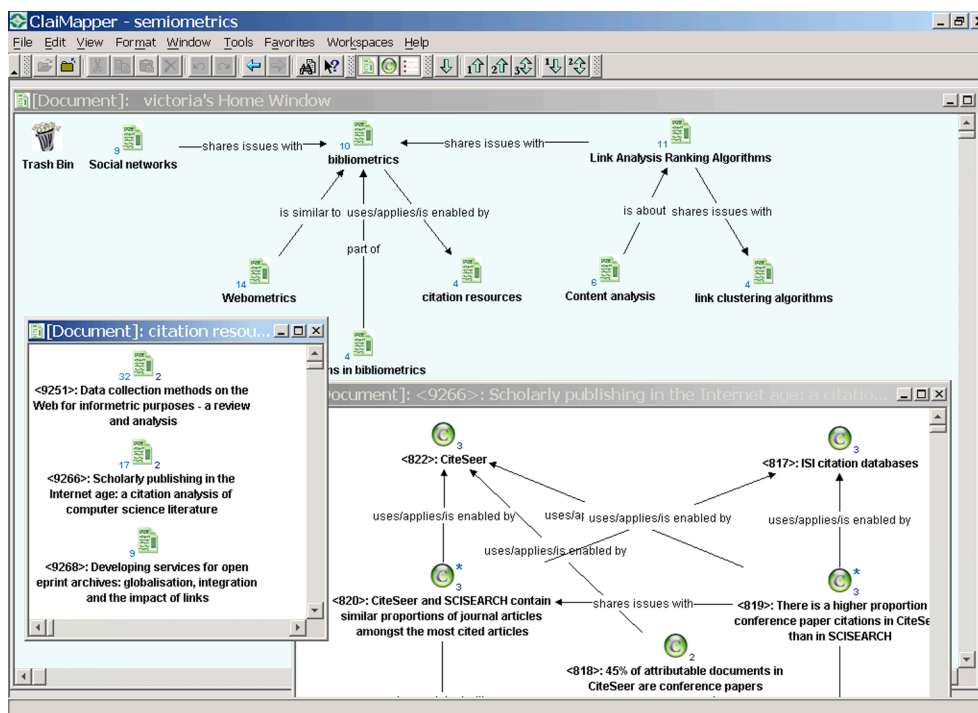 ClaiMapper - semiometrics
File Edit View Format Window Tools Favorites Workspaces Help
[Document]: victoria's Home Window
Trash Bin
9
Social networks
shares issues with
10
bibliometrics
shares issues with
11
Link Analysis Ranking Algorithms
is similar to
uses/applies/is enabled by
part of
is about
shares issues with
14
Webometrics
4
citation resources
6
Content analysis
4
link clustering algorithms
4
ms in bibliometrics
[Document]: citation resou...
32 2
<9251>: Data collection methods on the
Web for informetric purposes - a review
and analysis
17 2
<9266>: Scholarly publishing in the
Internet age: a citation analysis of
computer science literature
9
<9268>: Developing services for open
eprint archives: globalisation, integration
and the impact of links
ocument]: <9266>: Scholarly publishing in the Internet age: a citatio...
3
<822>: CiteSeer
3
<817>: ISI citation databases
uses/applies/is enabled by
uses/ap
uses/applies/is enabled by
uses/applies/is enabled by
uses/applies/is enabled by
* 3
<820>: CiteSeer and SCISEARCH contain
similar proportions of journal articles
amongst the most cited articles
shares issues with
* 3
<819>: There is a higher proportion
conference paper citations in CiteSe
than in SCISEARCH
2
<818>: 45% of attributable documents in
CiteSeer are conference papers